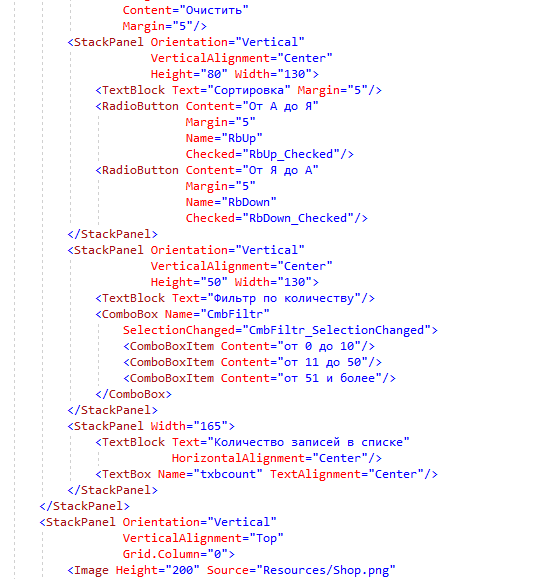 Content="Очистить"
Margin="5"/>
<StackPanel Orientation="Vertical"
VerticalAlignment="Center"
Height="80" Width="130">
<TextBlock Text="Сортировка" Margin="5"/>
<RadioButton Content="От А до Я"
Margin="5"
Name="RbUp"
Checked="RbUp_Checked"/>
<RadioButton Content="От Я до А"
Margin="5"
Name="RbDown"
Checked="RbDown_Checked"/>
</StackPanel>
<StackPanel Orientation="Vertical"
VerticalAlignment="Center"
Height="50" Width="130">
<TextBlock Text="Фильтр по количеству"/>
<ComboBox Name="CmbFiltr"
SelectionChanged="CmbFiltr_SelectionChanged">
<ComboBoxItem Content="от 0 до 10"/>
<ComboBoxItem Content="от 11 до 50"/>
<ComboBoxItem Content="от 51 и более"/>
</ComboBox>
</StackPanel>
<StackPanel Width="165">
<TextBlock Text="Количество записей в списке"
HorizontalAlignment="Center"/>
<TextBox Name="txbcount" TextAlignment="Center"/>
</StackPanel>
</StackPanel>
<StackPanel Orientation="Vertical"
VerticalAlignment="Top"
Grid.Column="0">
<Image Height="200" Source="Resources/Shop.png"